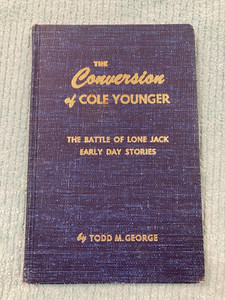 THE
Conversion
of COLE YOUNGER
THE BATTLE OF LONE JACK
EARLY DAY STORIES
by TODD M. GEORGE